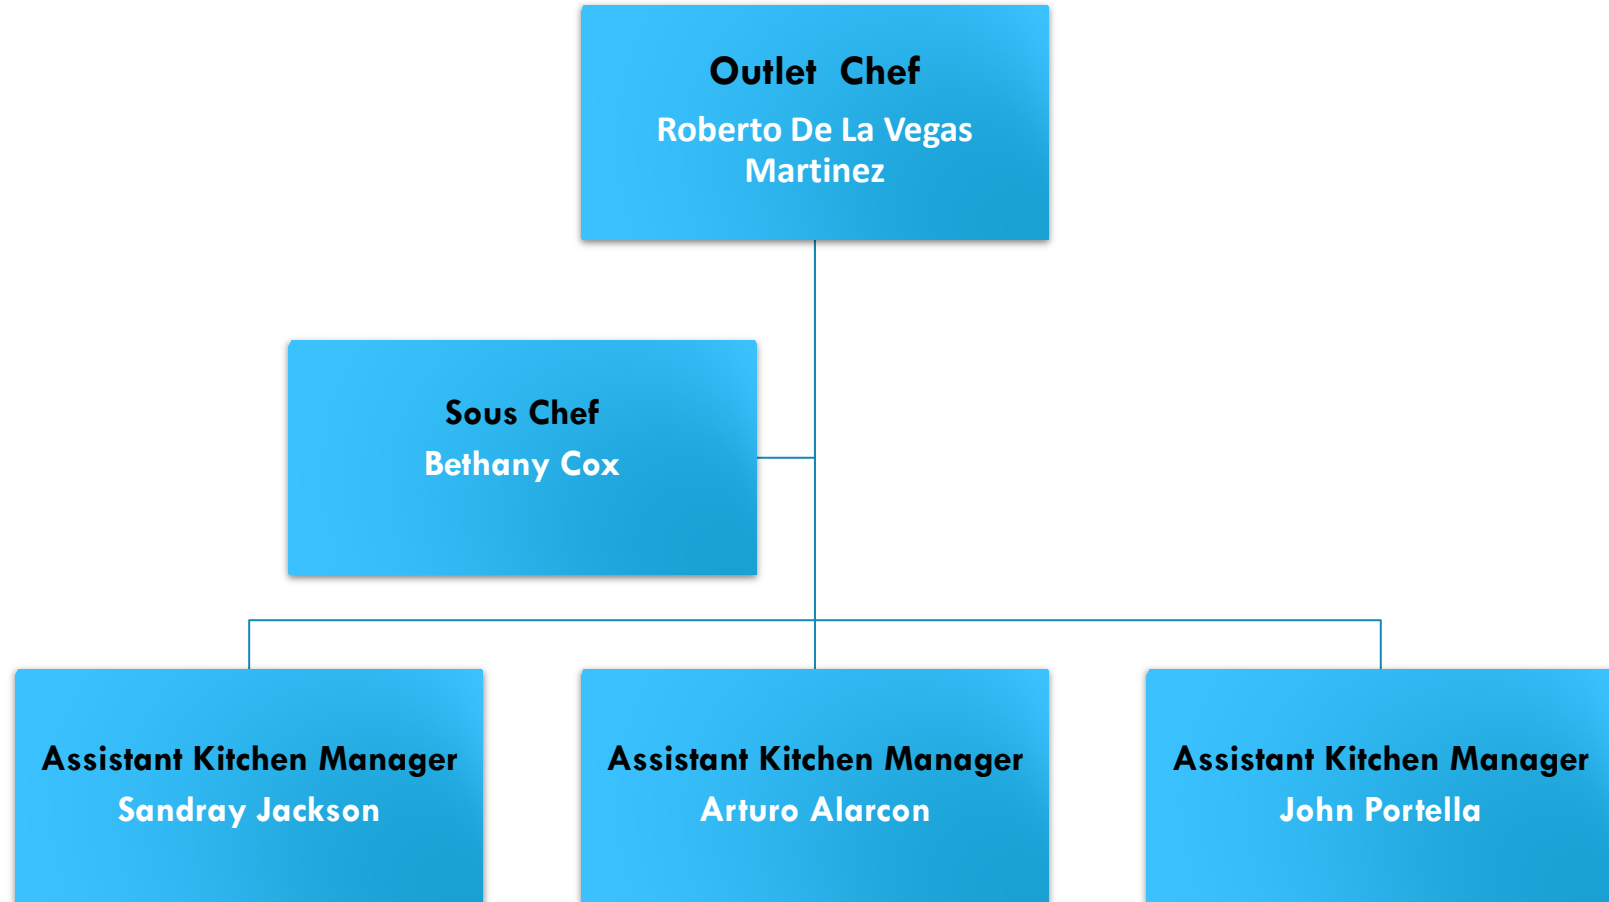 Outlet  Chef
Roberto De La Vegas
Martinez
Sous Chef
Bethany Cox
Assistant Kitchen Manager
Sandray Jackson
Assistant Kitchen Manager
Arturo Alarcon
Assistant Kitchen Manager
John Portella